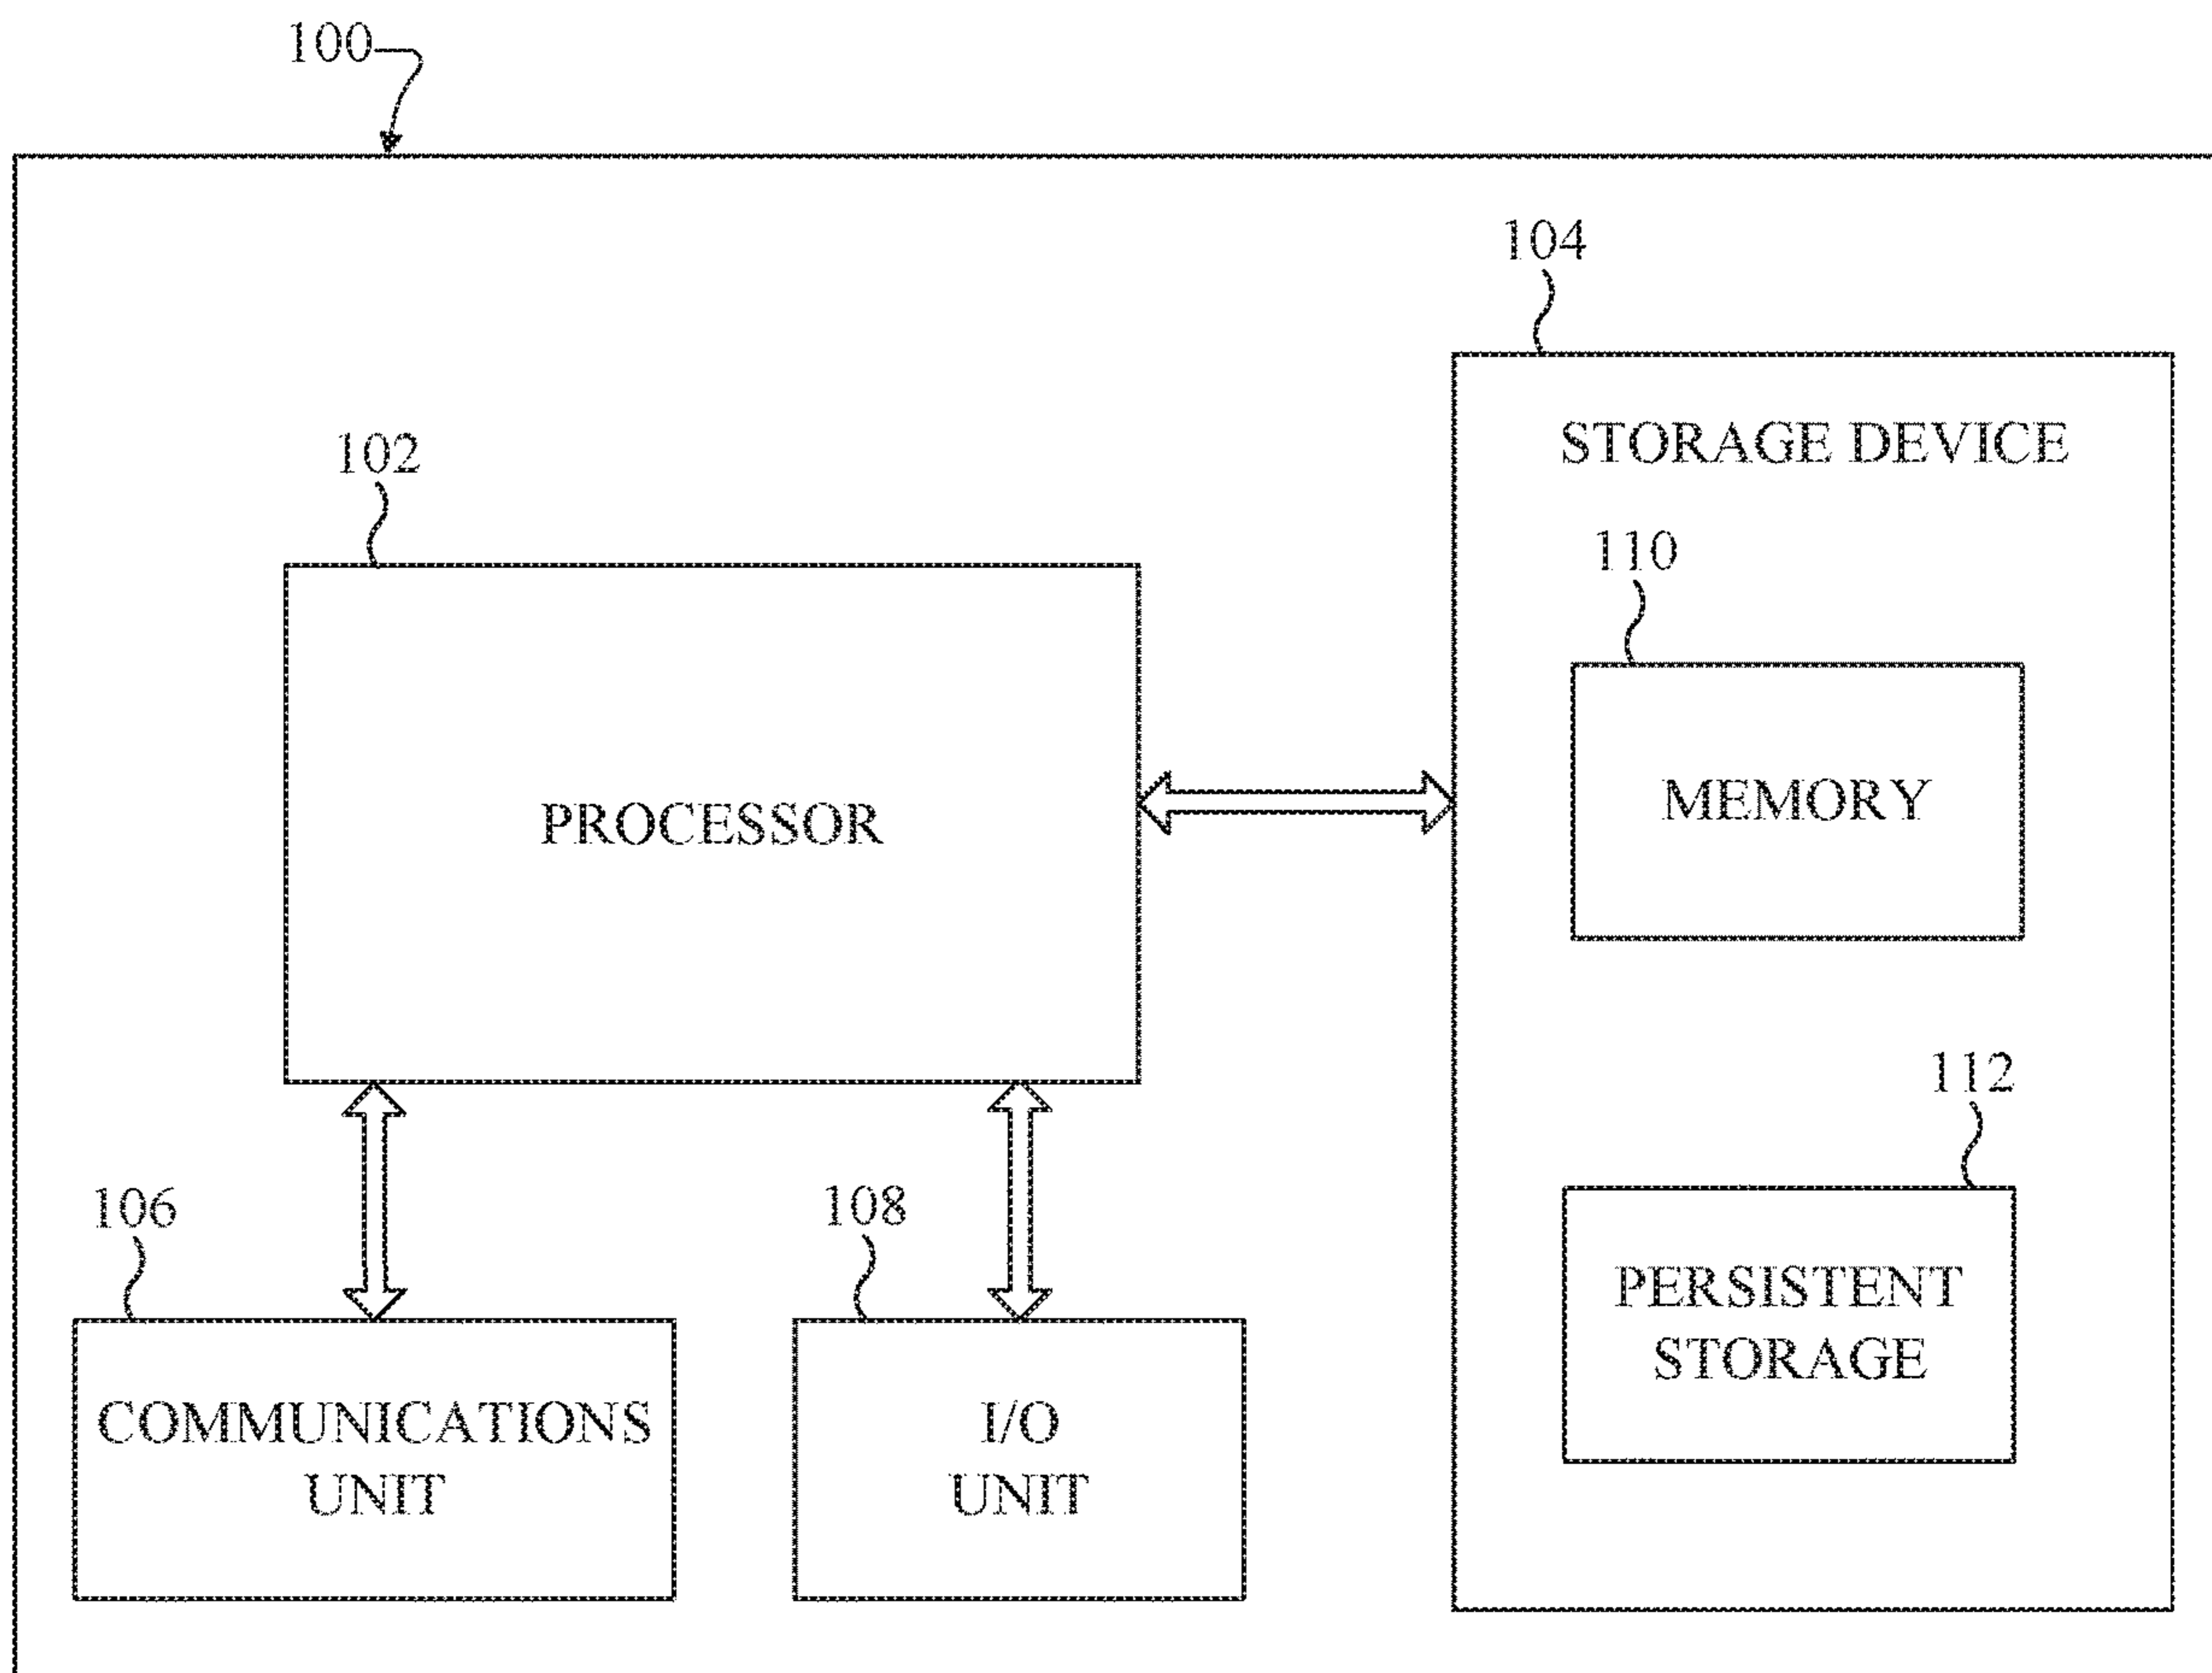 100
104
STORAGE DEVICE
102
110
PROCESSOR
MEMORY
112
106
108
PERSISTENT
STORAGE
COMMUNICATIONS
UNIT
I/O
UNIT